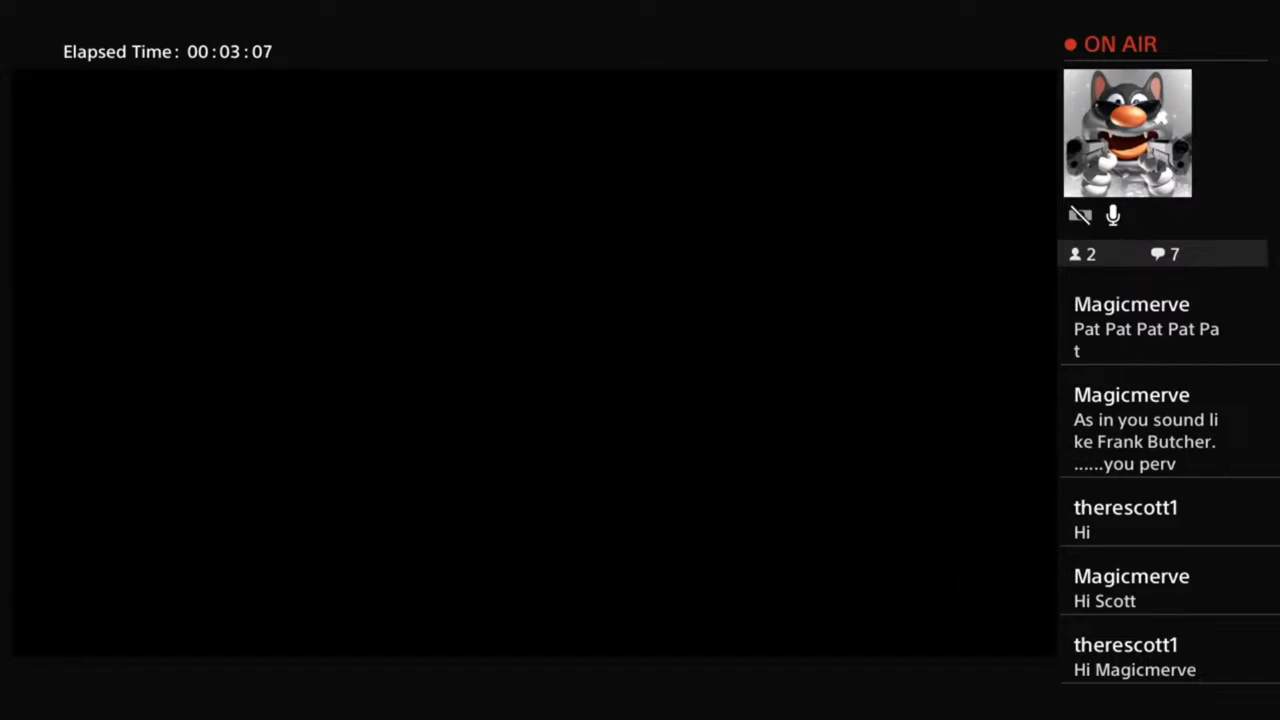 Elapsed Time: 00:03:07
ON AIR
2 7
Magicmerve
Pat Pat Pat Pat Pa
t
Magicmerve
As in you sound li
ke Frank Butcher.
......you perv
therescott1
Hi
Magicmerve
Hi Scott
therescott1
Hi Magicmerve